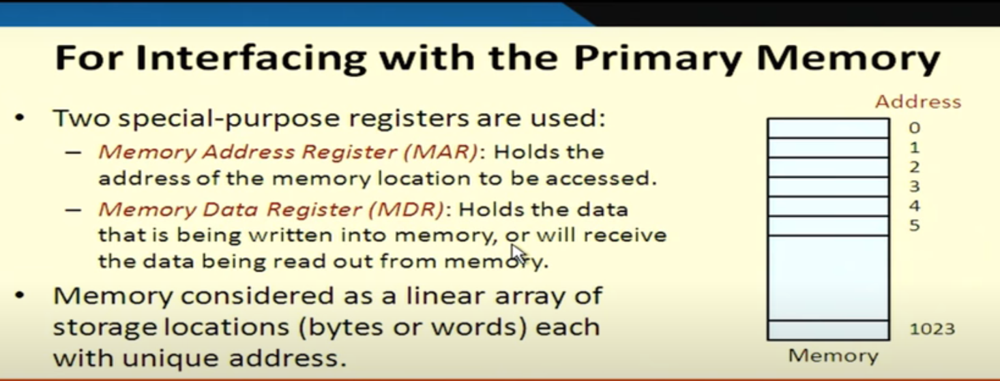 For Interfacing with the Primary Memory
• Two special-purpose registers are used:
– Memory Address Register (MAR): Holds the
address of the memory location to be accessed.
– Memory Data Register (MDR): Holds the data
that is being written into memory, or will receive
the data being read out from memory.
• Memory considered as a linear array of
storage locations (bytes or words) each
with unique address.
Address
0
1
2
3
4
5
1023
Memory